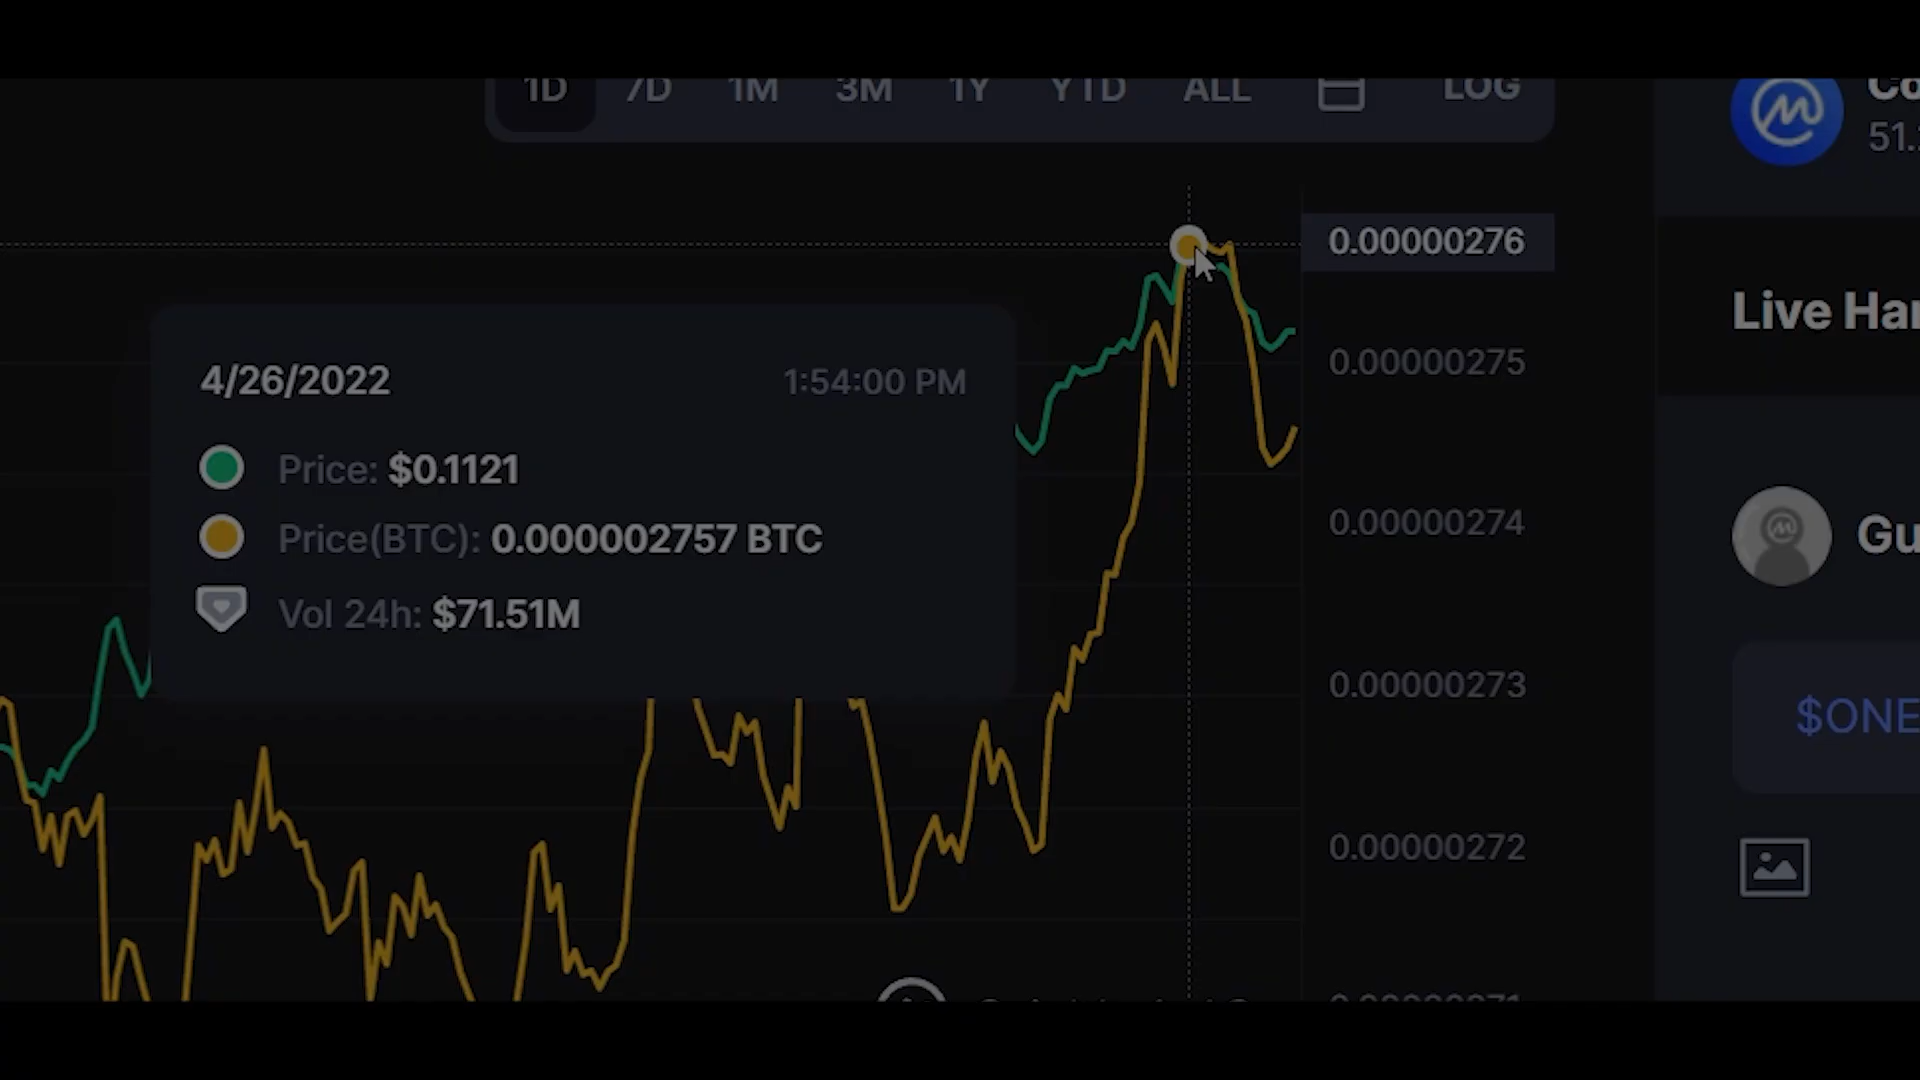 1D 7D 1M 3M 1Y YTD ALL LOG
51.
0.00000276
Live Har
4/26/2022 1:54:00 PM
0.00000275
Price: $0.1121
Price(BTC): 0.000002757 BTC
0.00000274
Gu
Vol 24h: $71.51M
0.00000273
$ONE
0.00000272